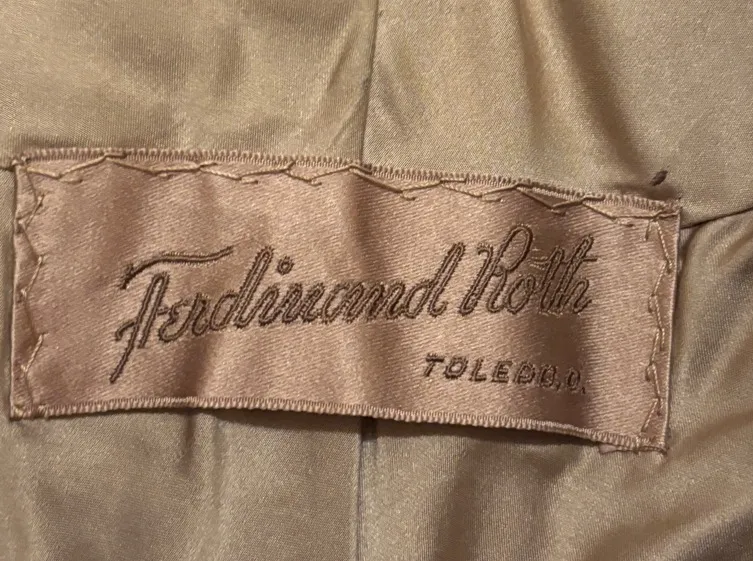 Ferdinand Roth
TOLEDO, O.